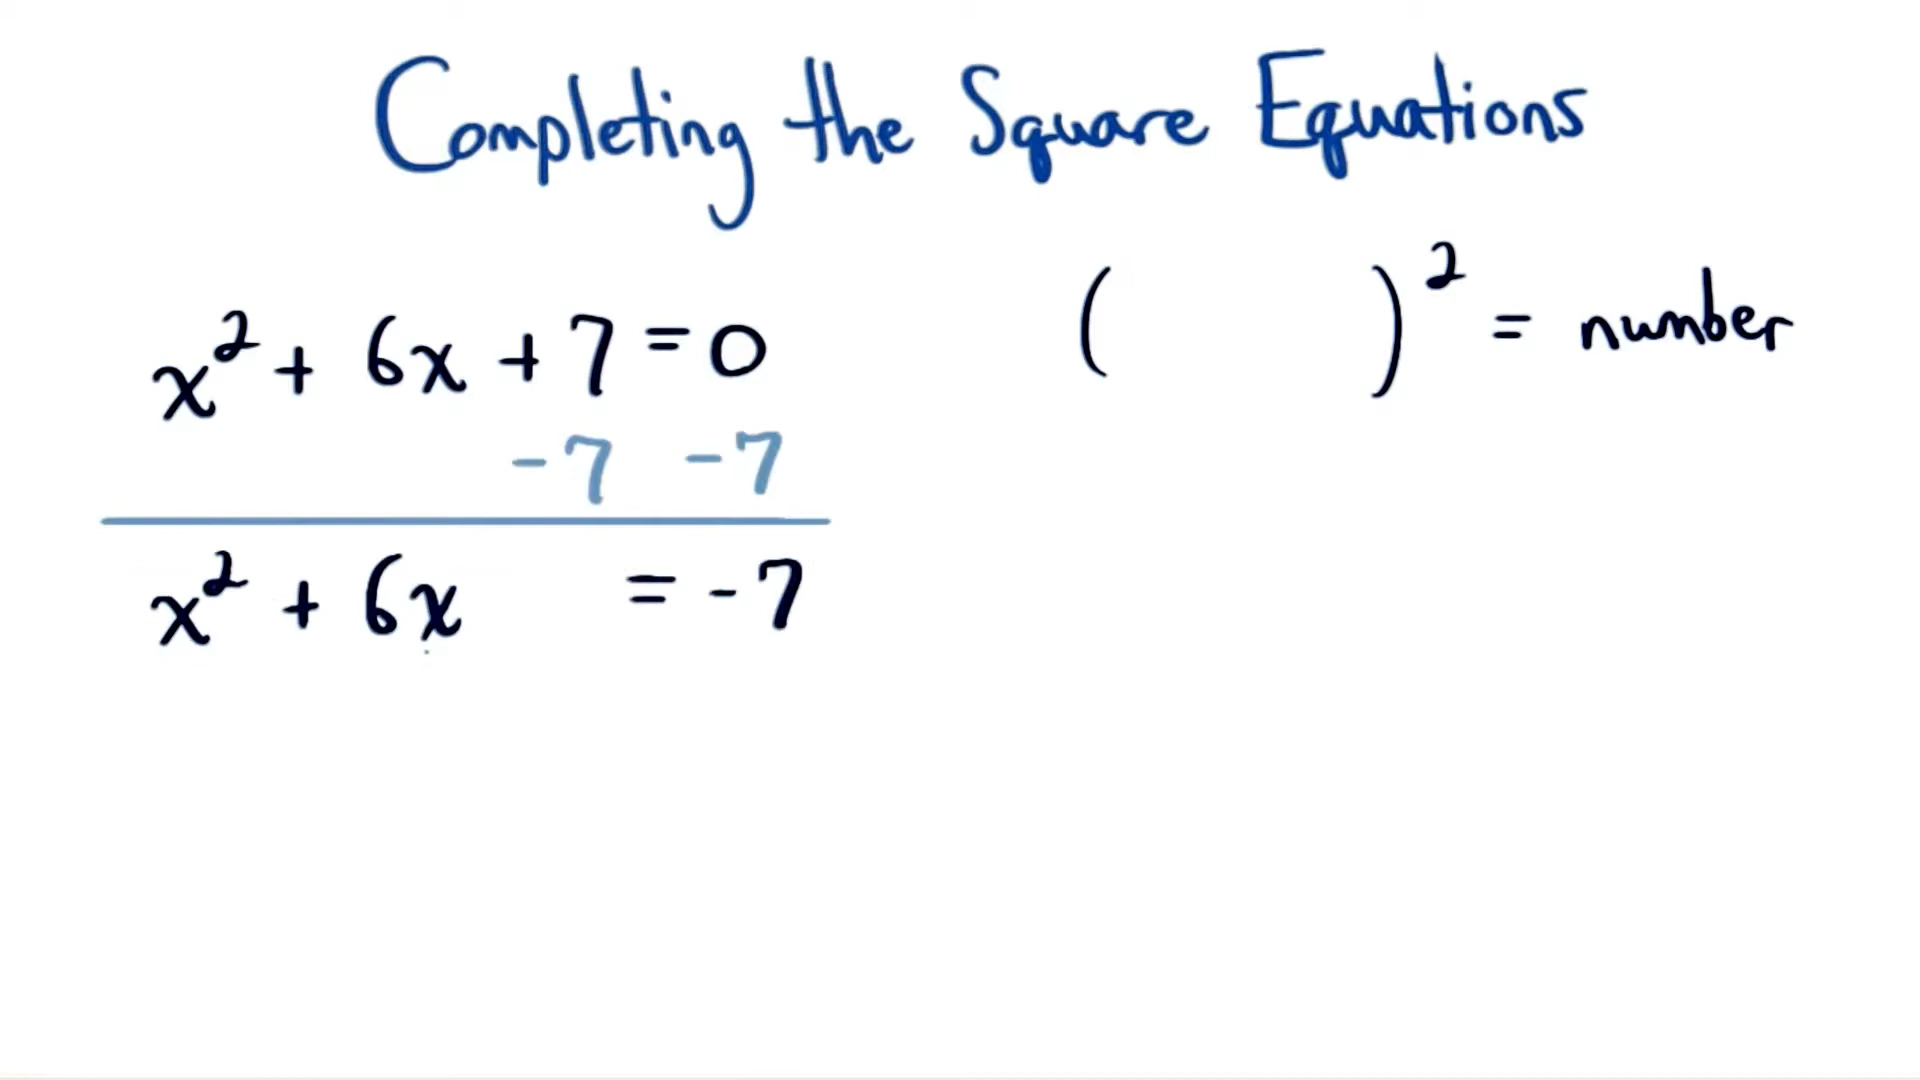 Completing the Square Equations
x² + 6x + 7 = 0
( )² = number
-7 -7
x² + 6x = -7